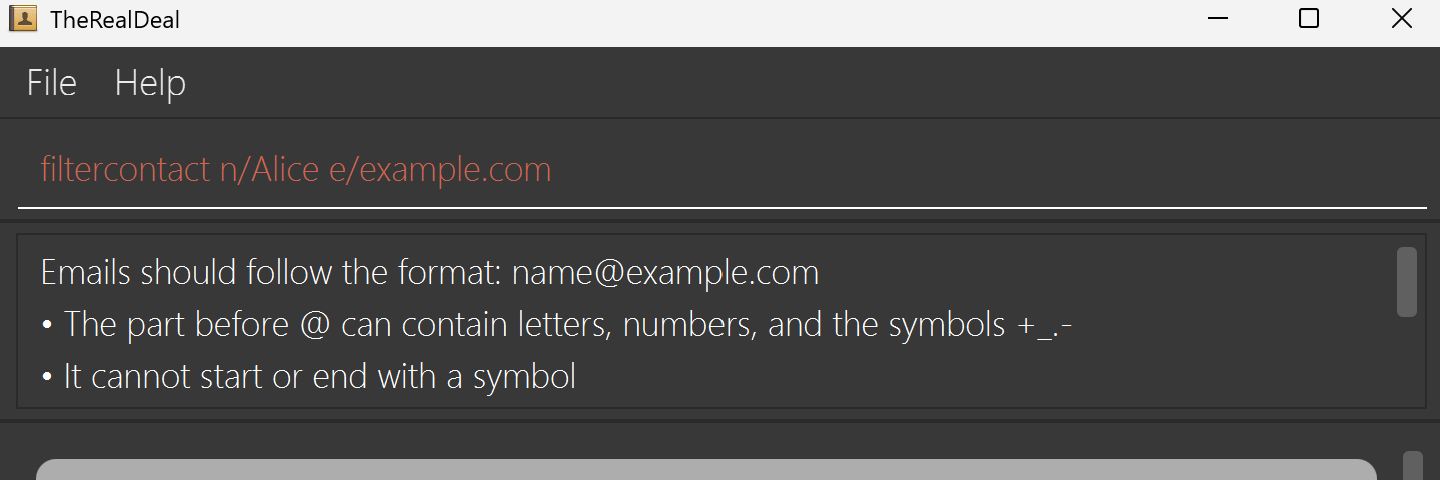 TheRealDeal
File Help
filtercontact n/Alice e/example.com
Emails should follow the format: name@example.com
• The part before @ can contain letters, numbers, and the symbols +_.-
• It cannot start or end with a symbol